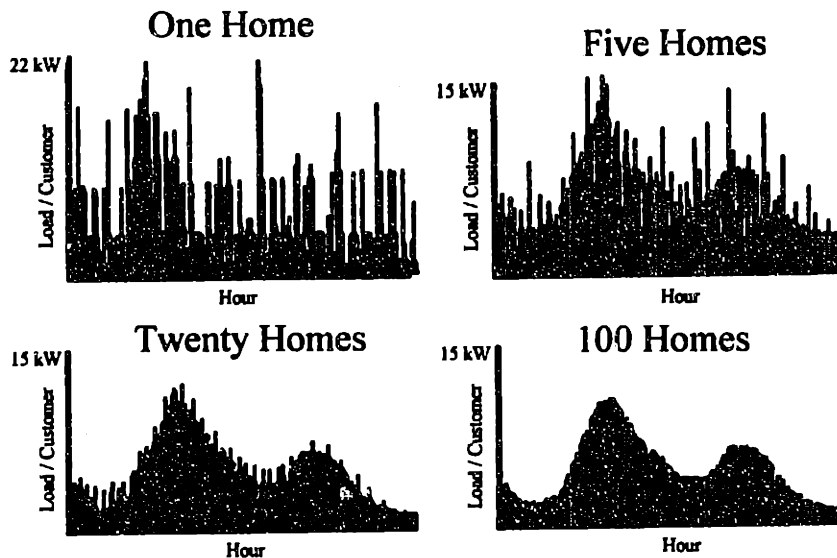 One Home
22 kW
Load / Customer
Hour
Five Homes
15 kW
Load / Customer
Hour
Twenty Homes
15 kW
Load / Customer
Hour
100 Homes
15 kW
Load / Customer
Hour